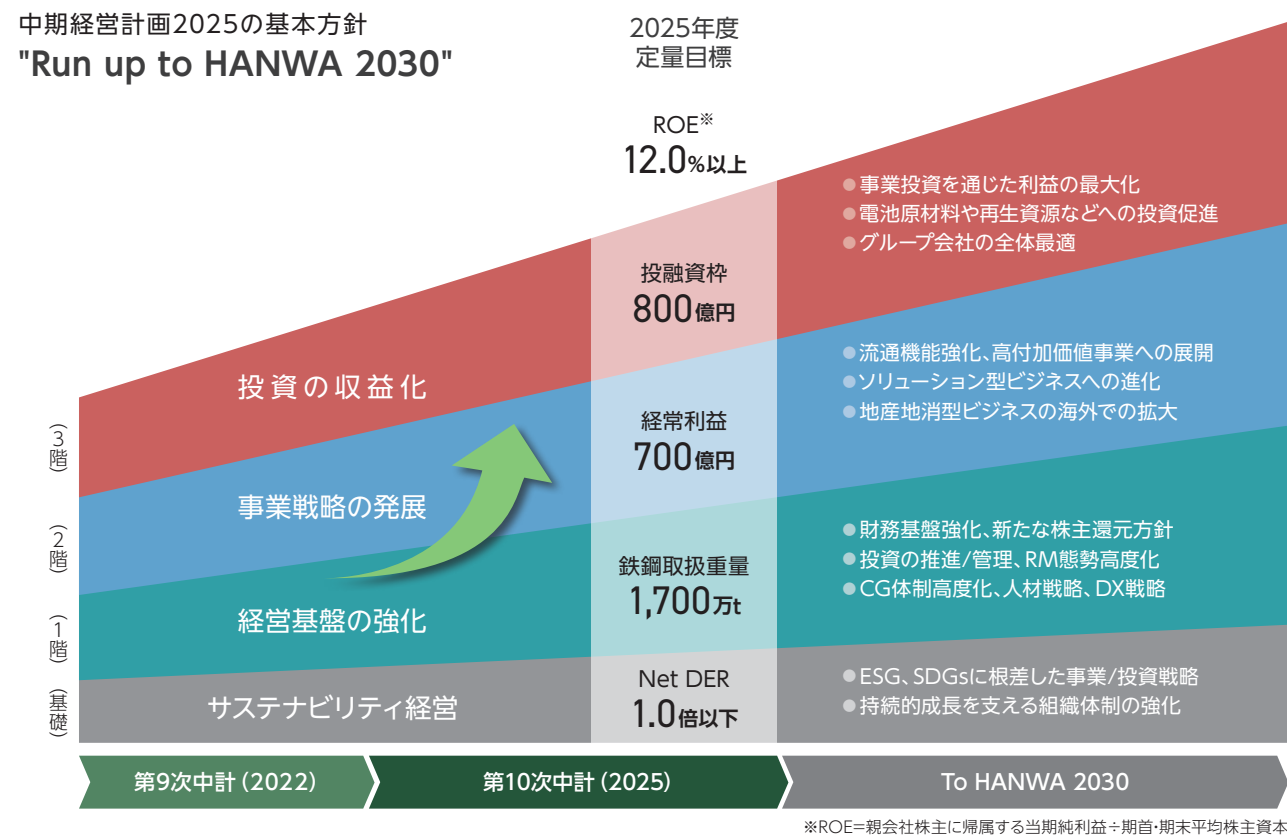 中期経営計画2025の基本方針
"Run up to HANWA 2030"
2025年度
定量目標
ROE※
12.0%以上
投融資枠
800億円
経常利益
700億円
鉄鋼取扱重量
1,700万t
Net DER
1.0倍以下
(3階)
投資の収益化
●事業投資を通じた利益の最大化
●電池原材料や再生資源などへの投資促進
●グループ会社の全体最適
(2階)
事業戦略の発展
●流通機能強化、高付加価値事業への展開
●ソリューション型ビジネスへの進化
●地産地消型ビジネスの海外での拡大
(1階)
経営基盤の強化
●財務基盤強化、新たな株主還元方針
●投資の推進/管理、RM態勢高度化
●CG体制高度化、人材戦略、DX戦略
(基礎)
サステナビリティ経営
●ESG、SDGsに根差した事業/投資戦略
●持続的成長を支える組織体制の強化
第9次中計(2022)
第10次中計(2025)
To HANWA 2030
※ROE=親会社株主に帰属する当期純利益÷期首・期末平均株主資本